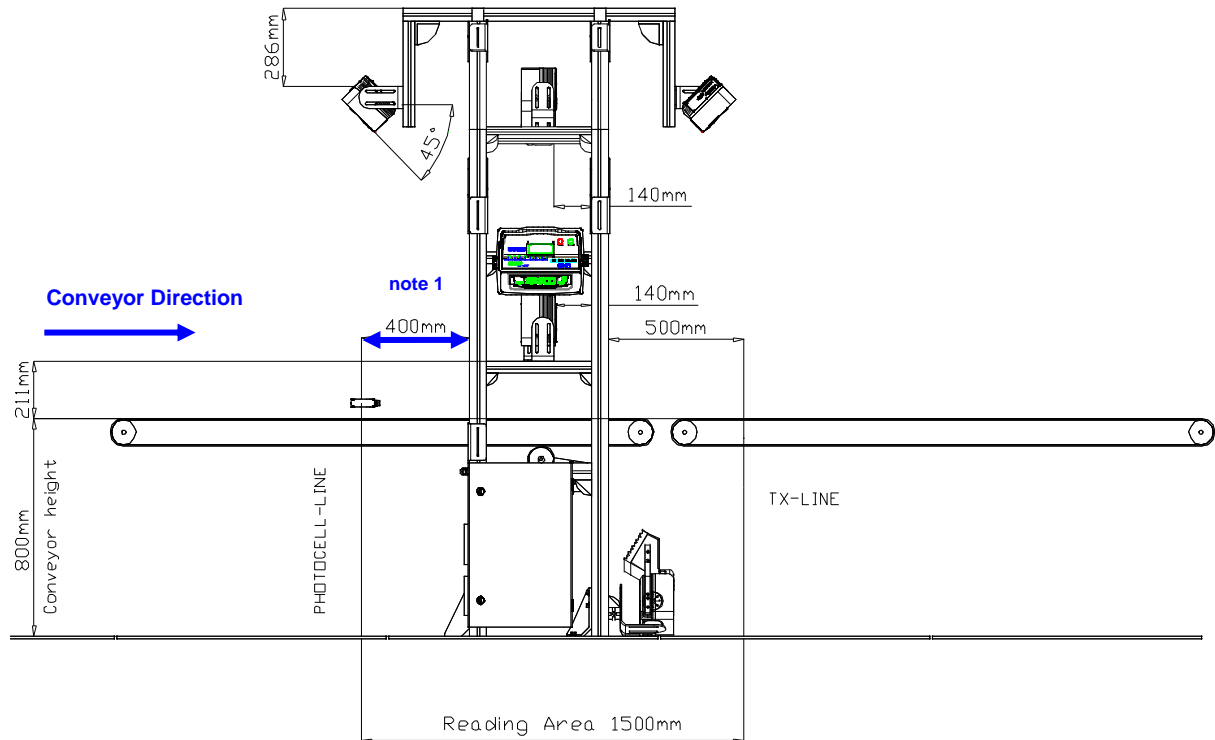 286mm
45°
140mm
Conveyor Direction
note 1
400mm
140mm
500mm
211mm
800mm
Conveyor height
PHOTOCELL-LINE
TX-LINE
Reading Area 1500mm